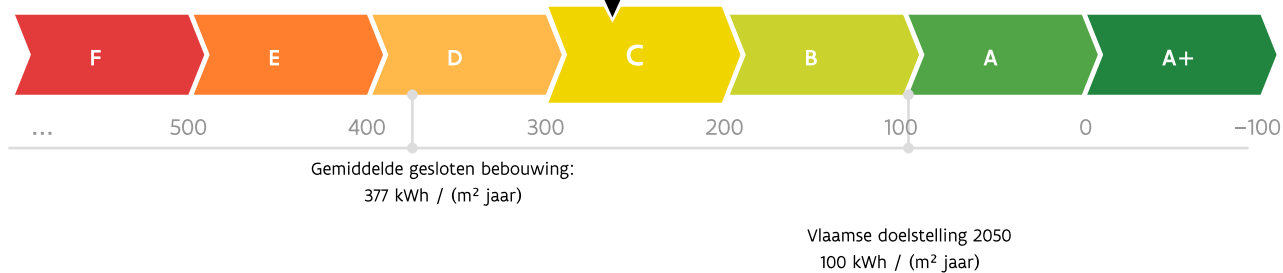 F E D C B A A+
... 500 400 300 200 100 0 –100
Gemiddelde gesloten bebouwing:
377 kWh / (m² jaar)
Vlaamse doelstelling 2050
100 kWh / (m² jaar)